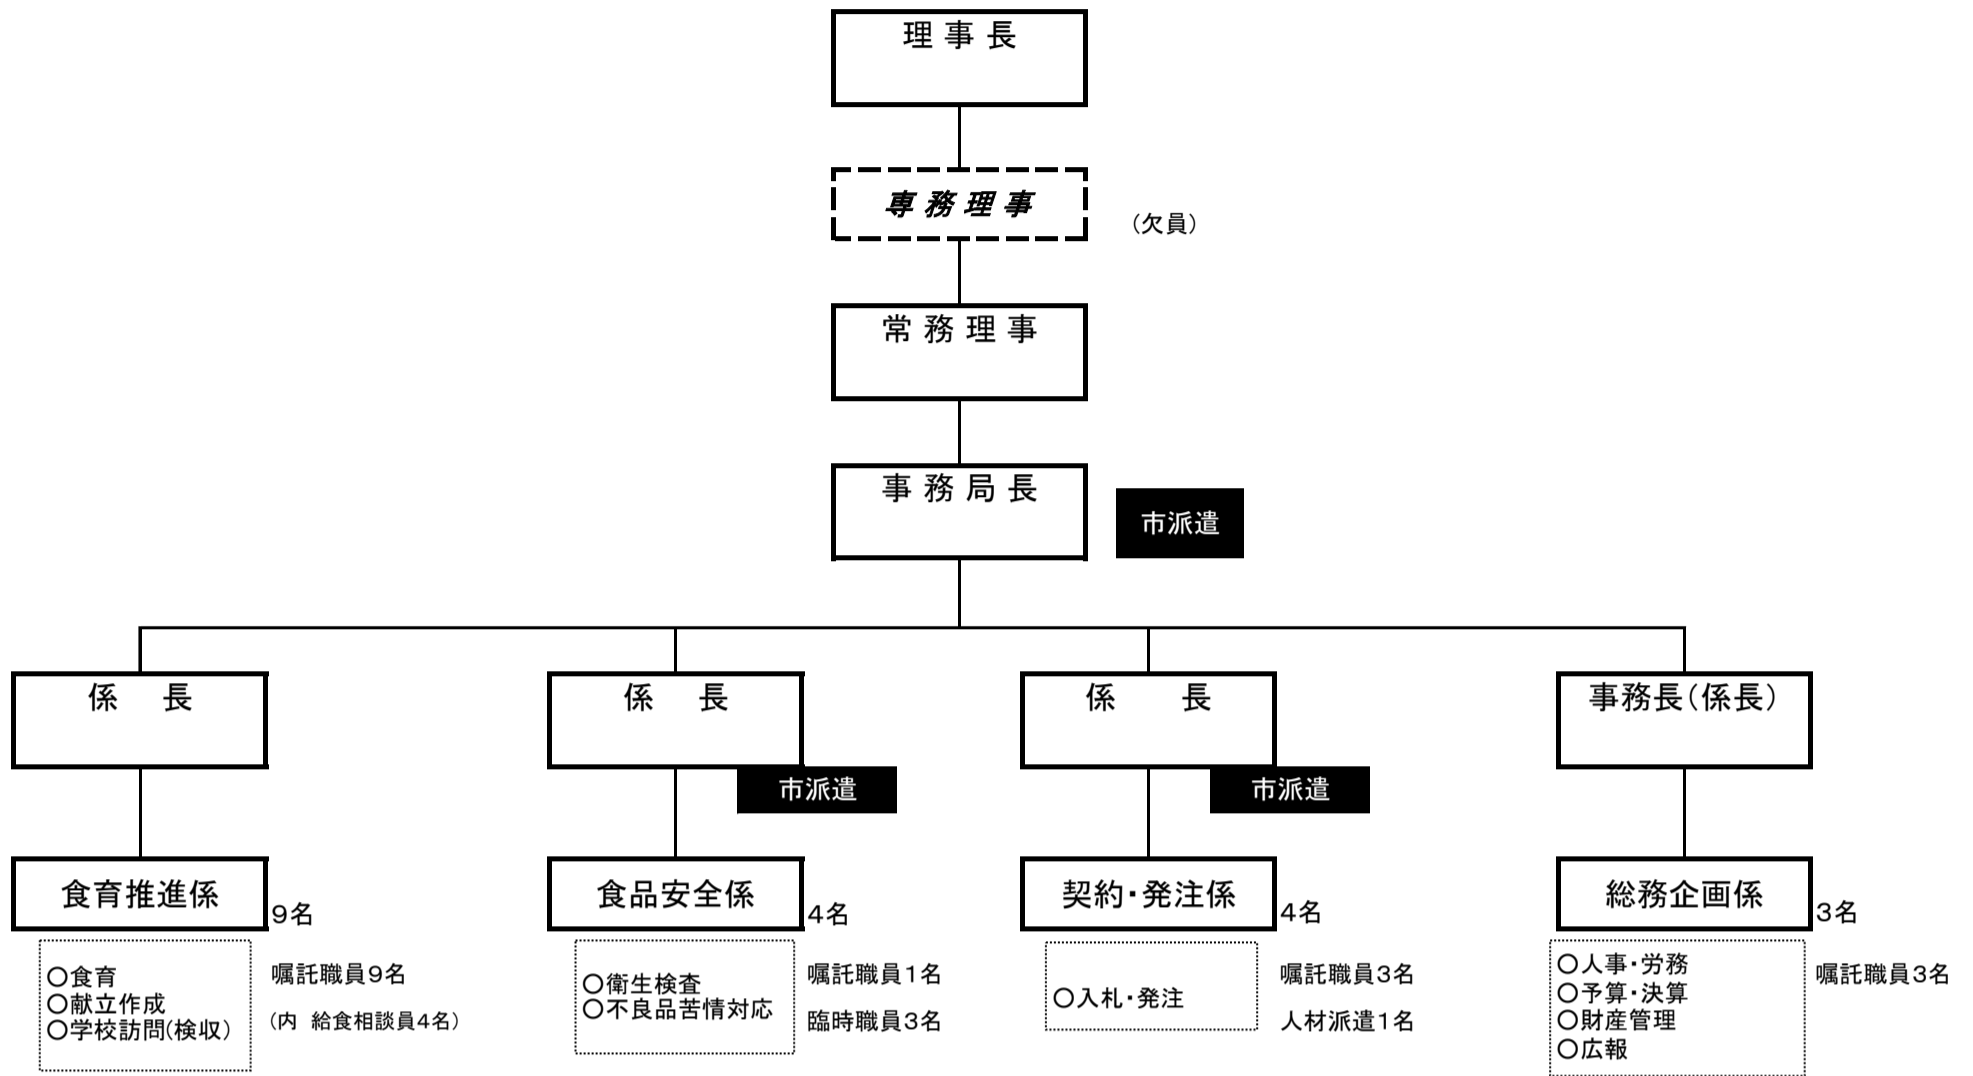 理事長
専務理事
（欠員）
常務理事
事務局長
市派遣
係　長
係　長
係　　長
事務長（係長）
市派遣
市派遣
食育推進係
9名
食品安全係
4名
契約・発注係
4名
総務企画係
3名
○食育
○献立作成
○学校訪問(検収）
嘱託職員9名
（内　給食相談員4名）
○衛生検査
○不良品苦情対応
嘱託職員1名
臨時職員3名
○入札・発注
嘱託職員3名
人材派遣1名
○人事・労務
○予算・決算
○財産管理
○広報
嘱託職員3名